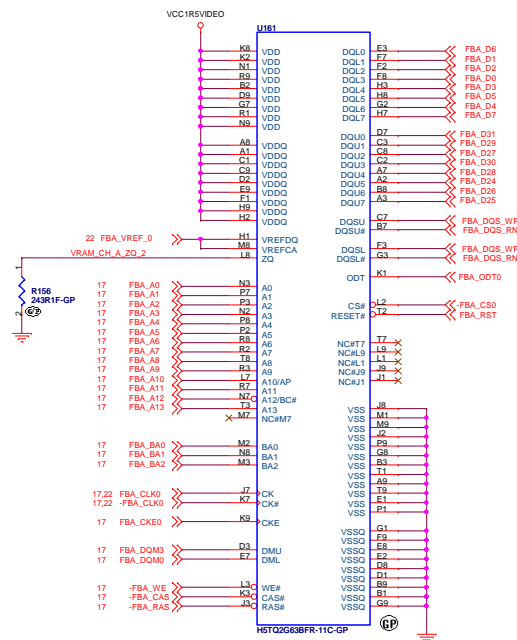 VCC1R5VIDEO
U161
K8 VDD DQL0 E3 FBA_D6
K2 VDD DQL1 F7 FBA_D1
N1 VDD DQL2 F2 FBA_D2
R9 VDD DQL3 F8 FBA_D0
B2 VDD DQL4 H3 FBA_D3
D9 VDD DQL5 H8 FBA_D5
G7 VDD DQL6 G2 FBA_D4
R1 VDD DQL7 H7 FBA_D7
N9 VDD
DQU0 D7 FBA_D31
A8 VDDQ DQU1 C3 FBA_D29
A1 VDDQ DQU2 C8 FBA_D27
C1 VDDQ DQU3 C2 FBA_D30
C9 VDDQ DQU4 A7 FBA_D28
D2 VDDQ DQU5 A2 FBA_D24
E9 VDDQ DQU6 B8 FBA_D26
F1 VDDQ DQU7 A3 FBA_D25
H9 VDDQ
H2 VDDQ DQSU C7 FBA_DQS_WP
DQSU# B7 FBA_DQS_RN
22 FBA_VREF_0 H1 VREFDQ
M8 VREFCA DQSL F3 FBA_DQS_WP
VRAM_CH_A_ZQ_2 L8 ZQ DQSL# G3 FBA_DQS_RN
1
ODT K1 FBA_ODT0
R156
243R1F-GP
GP
2
17 FBA_A0 N3 A0
17 FBA_A1 P7 A1
17 FBA_A2 P3 A2 CS# L2 -FBA_CS0
17 FBA_A3 N2 A3 RESET# T2 FBA_RST
17 FBA_A4 P8 A4
17 FBA_A5 P2 A5
17 FBA_A6 R8 A6 NC#T7 T7
17 FBA_A7 R2 A7 NC#L9 L9
17 FBA_A8 T8 A8 NC#L1 L1
17 FBA_A9 R3 A9 NC#J9 J9
17 FBA_A10 L7 A10/AP NC#J1 J1
17 FBA_A11 R7 A11
17 FBA_A12 N7 A12/BC#
17 FBA_A13 T3 A13 VSS J8
M7 NC#M7 VSS M1
VSS M9
VSS J2
17 FBA_BA0 M2 BA0 VSS P9
17 FBA_BA1 N8 BA1 VSS G8
17 FBA_BA2 M3 BA2 VSS B3
VSS T1
VSS A9
17,22 FBA_CLK0 J7 CK VSS T9
17,22 -FBA_CLK0 K7 CK# VSS E1
VSS P1
17 FBA_CKE0 K9 CKE
VSSQ G1
VSSQ F9
17 FBA_DQM3 D3 DMU VSSQ E8
17 FBA_DQM0 E7 DML VSSQ E2
VSSQ D8
VSSQ D1
17 -FBA_WE L3 WE# VSSQ B9
17 -FBA_CAS K3 CAS# VSSQ B1
17 -FBA_RAS J3 RAS# VSSQ G9
H5TQ2G63BFR-11C-GP
GP